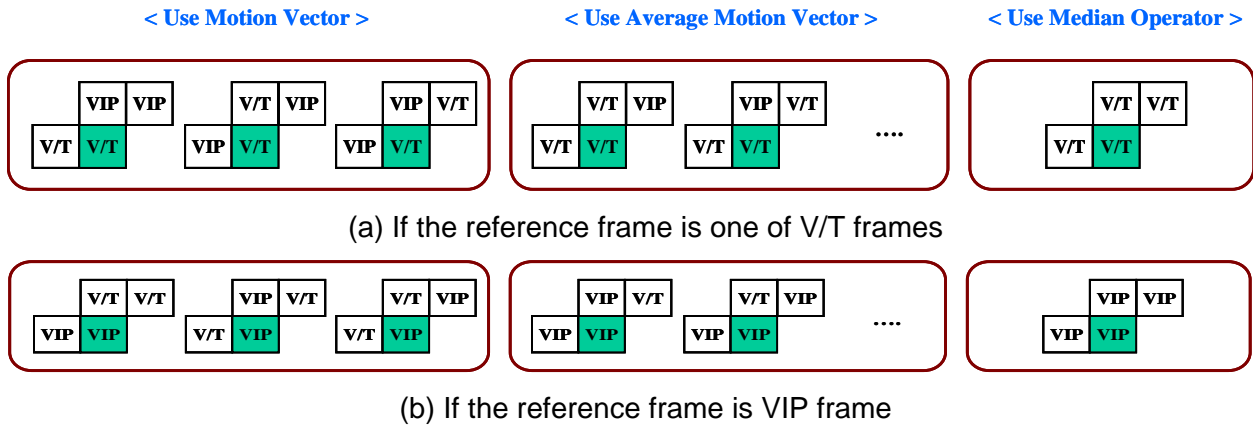 < Use Motion Vector > < Use Average Motion Vector > < Use Median Operator >
VIP VIP V/T VIP VIP V/T V/T VIP VIP V/T V/T V/T
V/T V/T VIP V/T VIP V/T V/T V/T V/T V/T .... V/T V/T
(a) If the reference frame is one of V/T frames
V/T V/T VIP V/T V/T VIP VIP V/T V/T VIP VIP VIP
VIP VIP V/T VIP V/T VIP VIP VIP VIP VIP .... VIP VIP
(b) If the reference frame is VIP frame